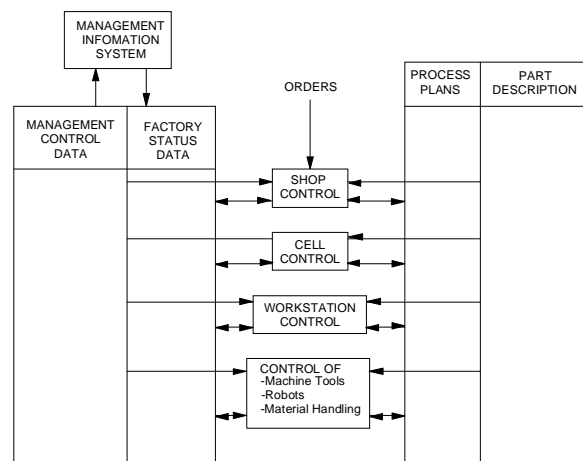 MANAGEMENT
INFOMATION
SYSTEM
ORDERS
PROCESS
PLANS
PART
DESCRIPTION
MANAGEMENT
CONTROL
DATA
FACTORY
STATUS
DATA
SHOP
CONTROL
CELL
CONTROL
WORKSTATION
CONTROL
CONTROL OF
-Machine Tools
-Robots
-Material Handling